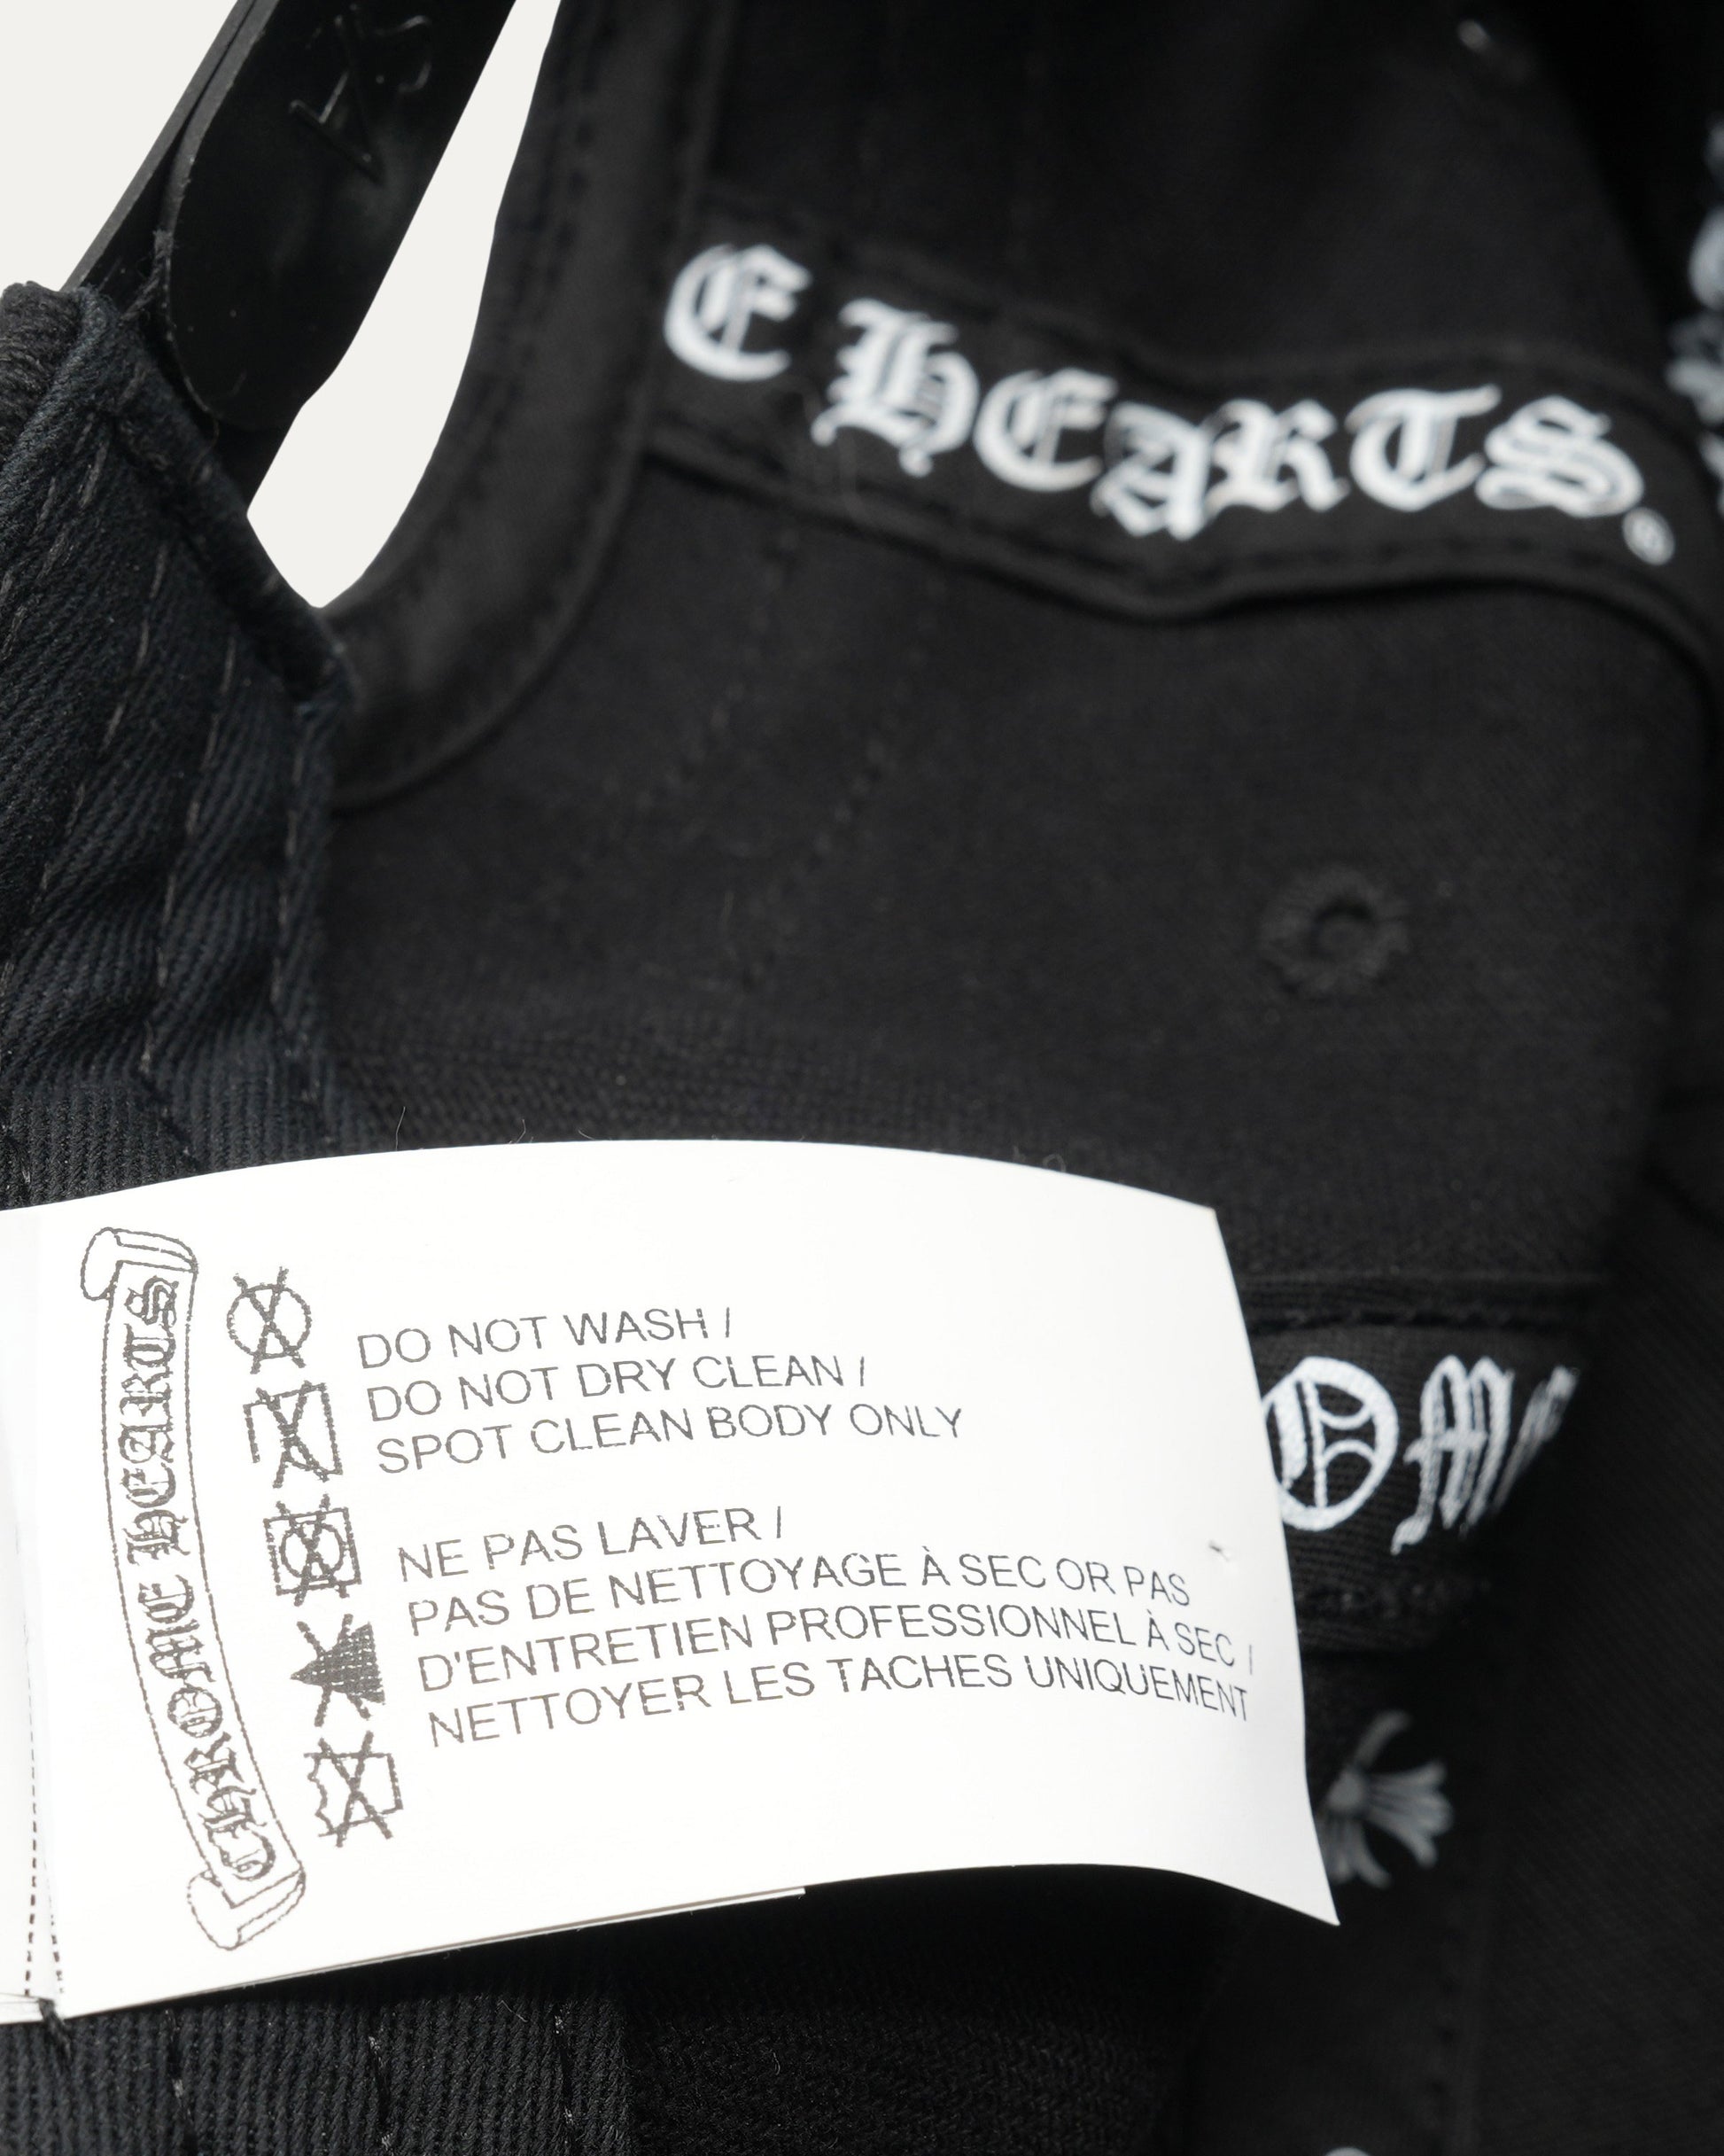 E HEARTS®
OM
CHROME HEARTS
DO NOT WASH /
DO NOT DRY CLEAN /
SPOT CLEAN BODY ONLY
NE PAS LAVER /
PAS DE NETTOYAGE À SEC OR PAS
D'ENTRETIEN PROFESSIONNEL À SEC /
NETTOYER LES TACHES UNIQUEMENT